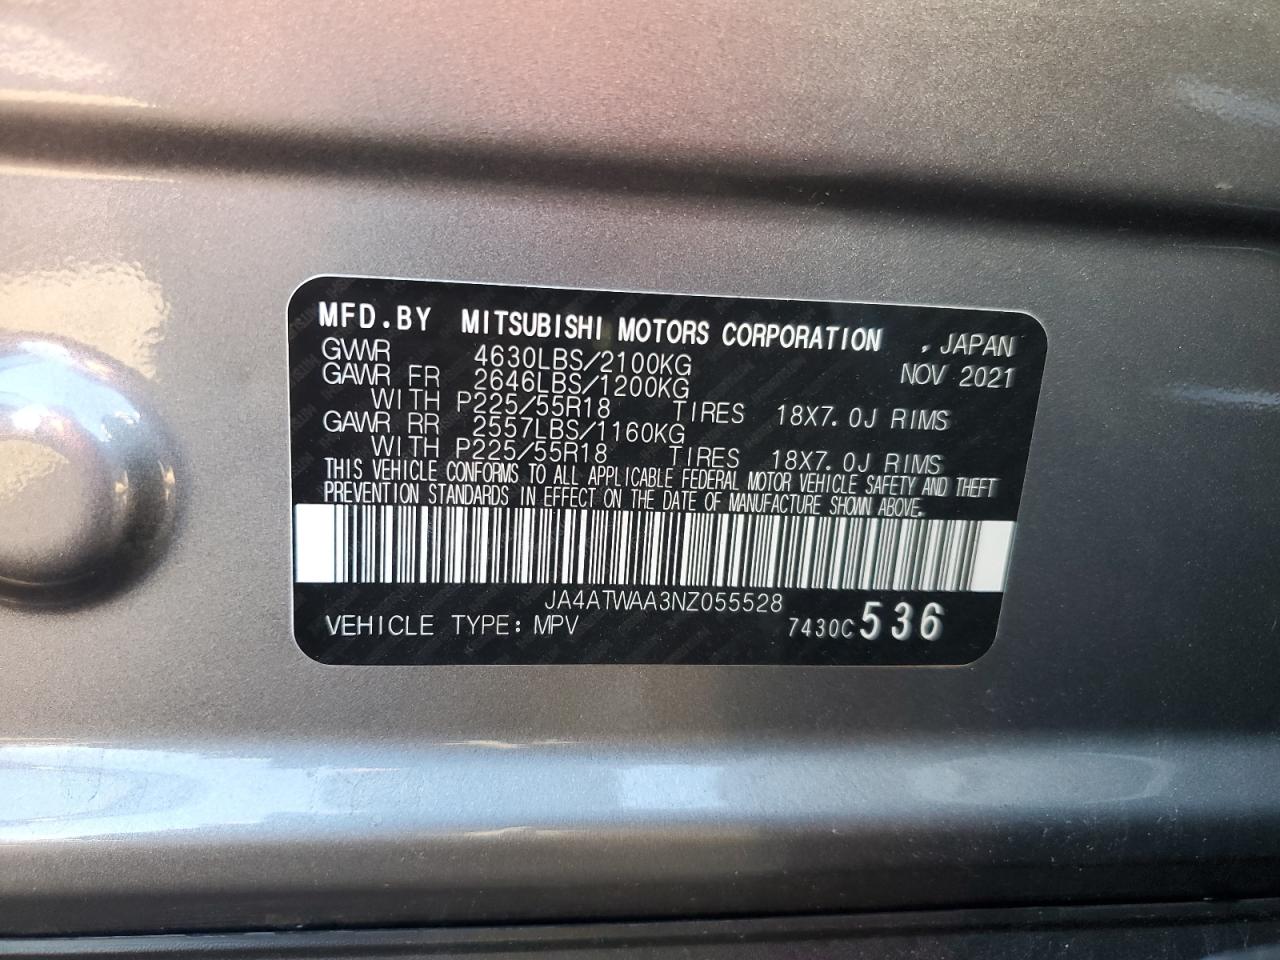 MFD.BY MITSUBISHI MOTORS CORPORATION , JAPAN
GVWR 4630LBS/2100KG NOV 2021
GAWR FR 2646LBS/1200KG
WITH P225/55R18 TIRES 18X7.0J RIMS
GAWR RR 2557LBS/1160KG
WITH P225/55R18 TIRES 18X7.0J RIMS
THIS VEHICLE CONFORMS TO ALL APPLICABLE FEDERAL MOTOR VEHICLE SAFETY AND THEFT
PREVENTION STANDARDS IN EFFECT ON THE DATE OF MANUFACTURE SHOWN ABOVE.
JA4ATWAA3NZ055528
VEHICLE TYPE: MPV 7430C 536